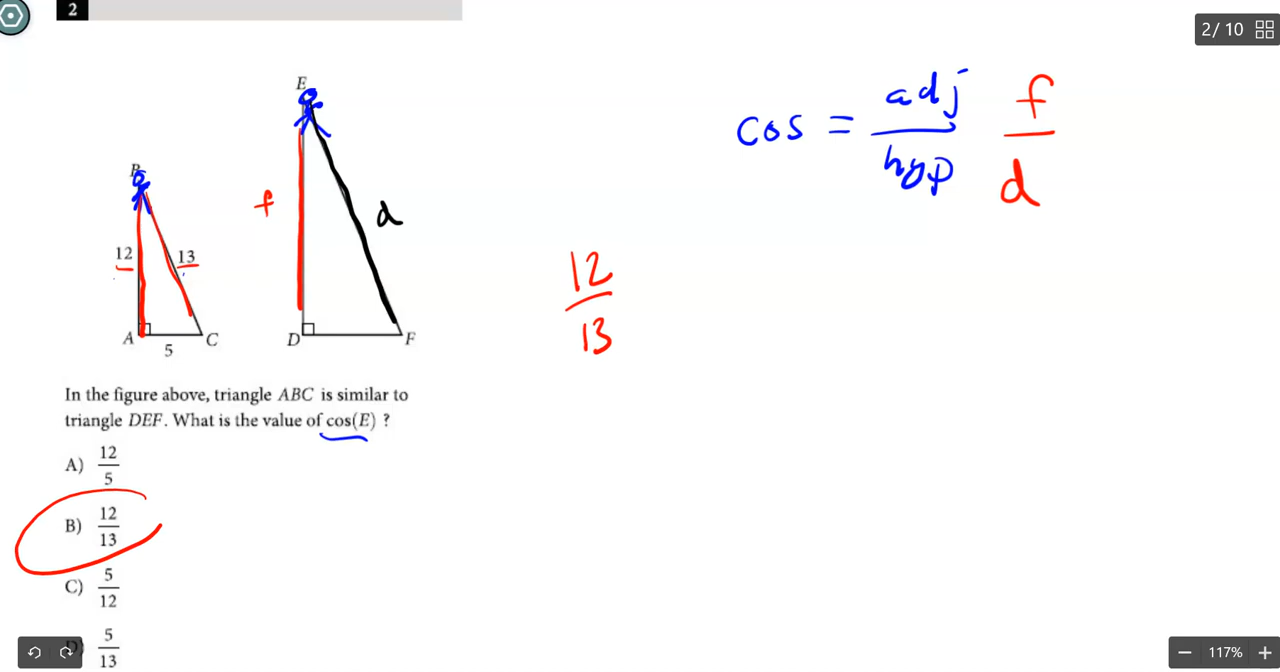 2
2 / 10
E
cos = adj/hyp f/d
B
f
d
12
13
12/13
A
5
C
D
F
In the figure above, triangle ABC is similar to
triangle DEF. What is the value of cos(E) ?
A) 12/5
B) 12/13
C) 5/12
D) 5/13
117%